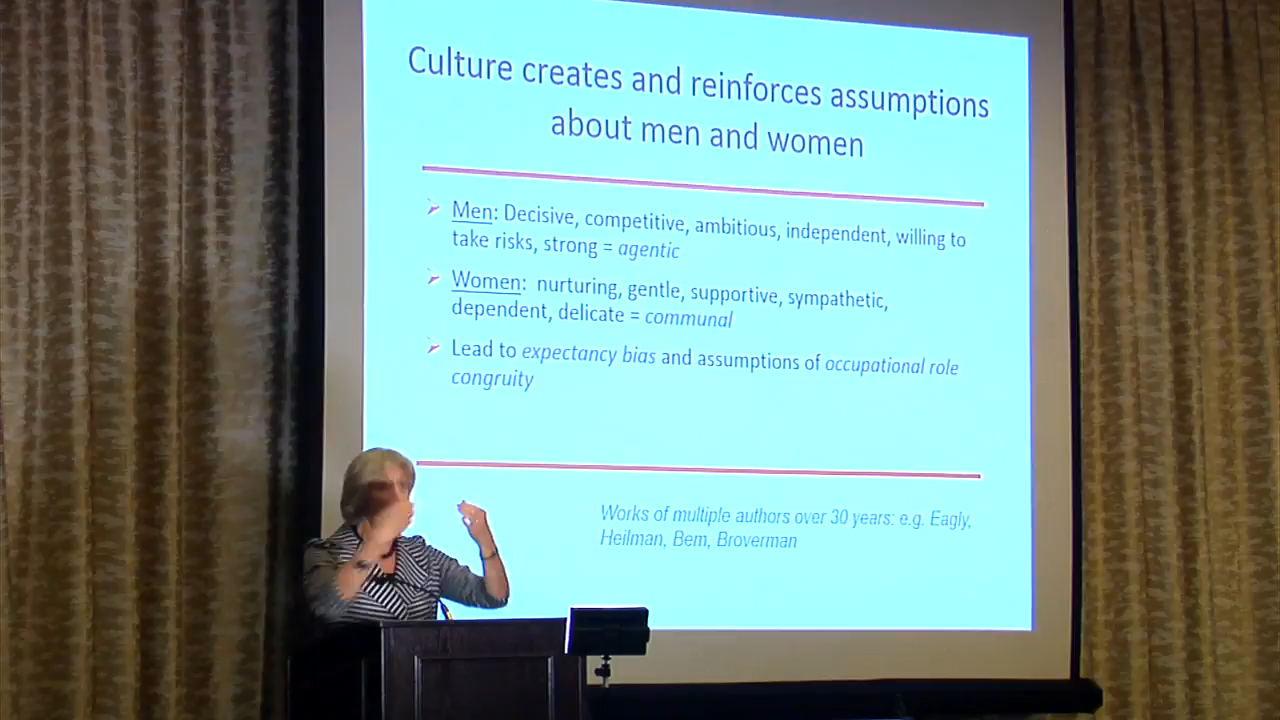 Culture creates and reinforces assumptions
about men and women
Men: Decisive, competitive, ambitious, independent, willing to
take risks, strong = agentic
Women: nurturing, gentle, supportive, sympathetic,
dependent, delicate = communal
Lead to expectancy bias and assumptions of occupational role
congruity
Works of multiple authors over 30 years: e.g. Eagly,
Heilman, Bem, Broverman